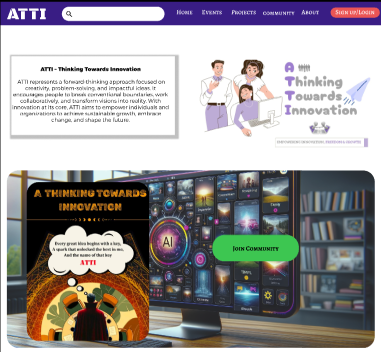 ATTI
Home Events Projects community About Sign up/Login
ATTI - Thinking Towards Innovation
ATTI represents a forward thinking approach focused on
creativity, problem-solving, and impactful ideas. It
encourages people to break conventional boundaries, work
collaboratively, and transform visions into reality. With
innovation at its core, ATTI aims to empower individuals and
organizations to achieve sustainable growth, embrace
change, and shape the future.
A
Thinking
Towards
Innovation
A THINKING TOWARDS
INNOVATION
Every great idea begins with a key,
A spark that unlocked the best in me,
And the name of that key
ATTI
AI
Join Community